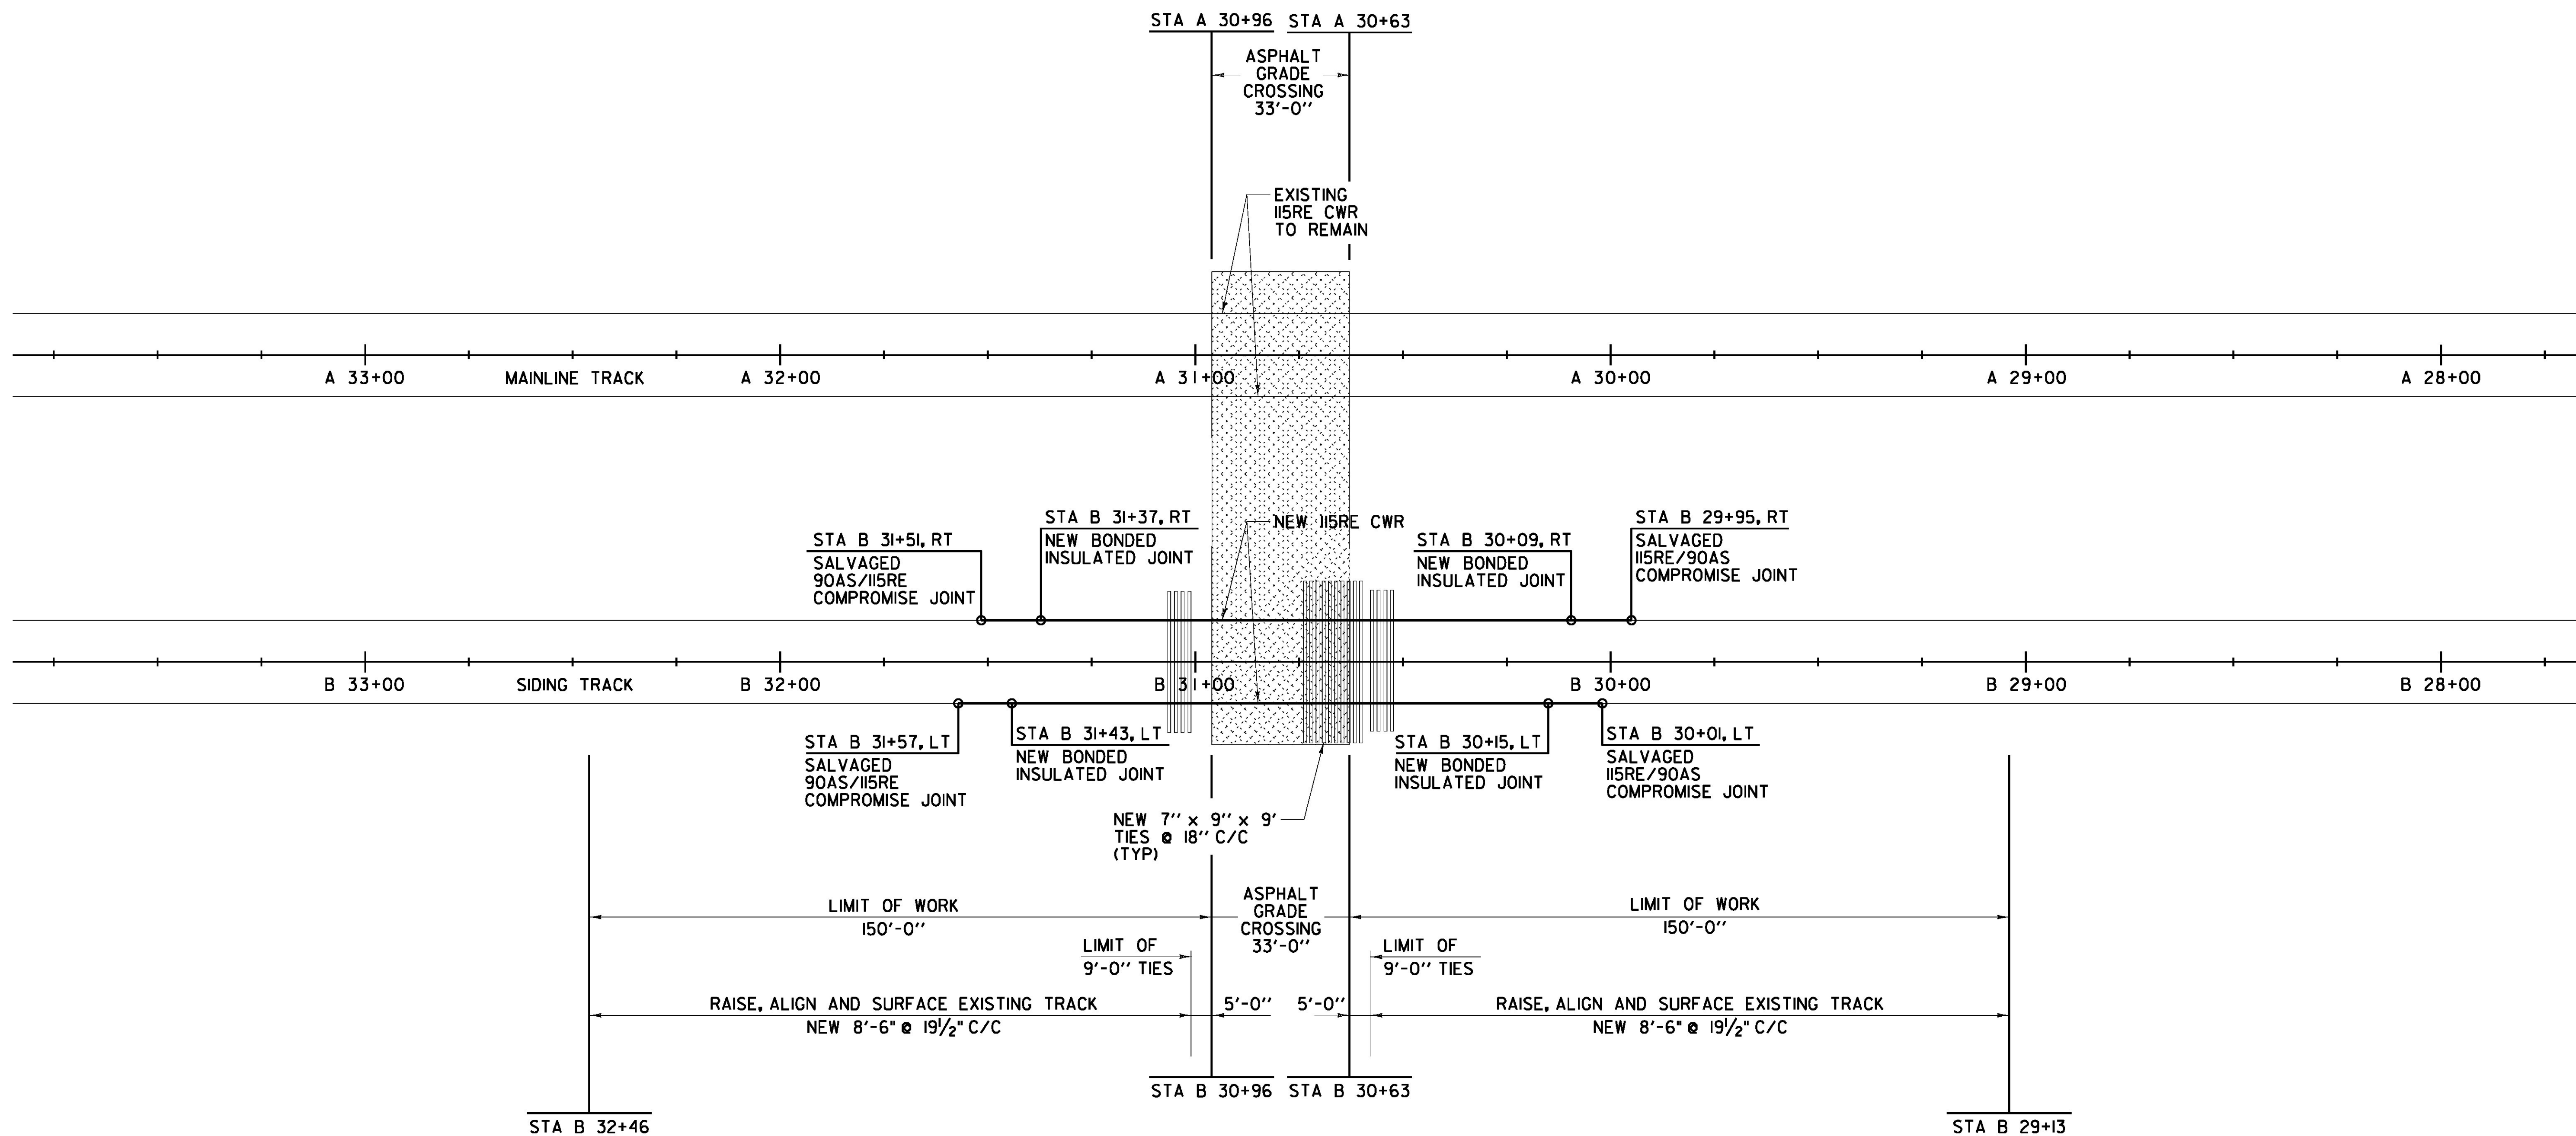 STA A 30+96
STA A 30+63
ASPHALT
GRADE
CROSSING
33'-0''
EXISTING
115RE CWR
TO REMAIN
A 33+00
MAINLINE TRACK
A 32+00
A 31+00
A 30+00
A 29+00
A 28+00
STA B 31+51, RT
SALVAGED
90AS/115RE
COMPROMISE JOINT
STA B 31+37, RT
NEW BONDED
INSULATED JOINT
NEW 115RE CWR
STA B 30+09, RT
NEW BONDED
INSULATED JOINT
STA B 29+95, RT
SALVAGED
115RE/90AS
COMPROMISE JOINT
B 33+00
SIDING TRACK
B 32+00
B 31+00
B 30+00
B 29+00
B 28+00
STA B 31+57, LT
SALVAGED
90AS/115RE
COMPROMISE JOINT
STA B 31+43, LT
NEW BONDED
INSULATED JOINT
STA B 30+15, LT
NEW BONDED
INSULATED JOINT
STA B 30+01, LT
SALVAGED
115RE/90AS
COMPROMISE JOINT
NEW 7'' x 9'' x 9'
TIES @ 18'' C/C
(TYP)
LIMIT OF WORK
150'-0''
ASPHALT
GRADE
CROSSING
33'-0''
LIMIT OF WORK
150'-0''
LIMIT OF
9'-0'' TIES
LIMIT OF
9'-0'' TIES
RAISE, ALIGN AND SURFACE EXISTING TRACK
NEW 8'-6" @ 19½" C/C
5'-0''
5'-0''
RAISE, ALIGN AND SURFACE EXISTING TRACK
NEW 8'-6" @ 19½" C/C
STA B 30+96
STA B 30+63
STA B 32+46
STA B 29+13